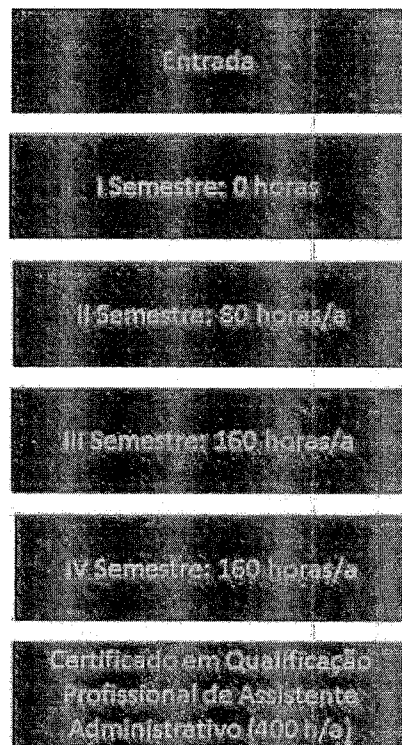 Entrada
I Semestre: 0 horas
II Semestre: 80 horas/a
III Semestre: 160 horas/a
IV Semestre: 160 horas/a
Certificado em Qualificação
Profissional de Assistente
Administrativo (400 h/a)